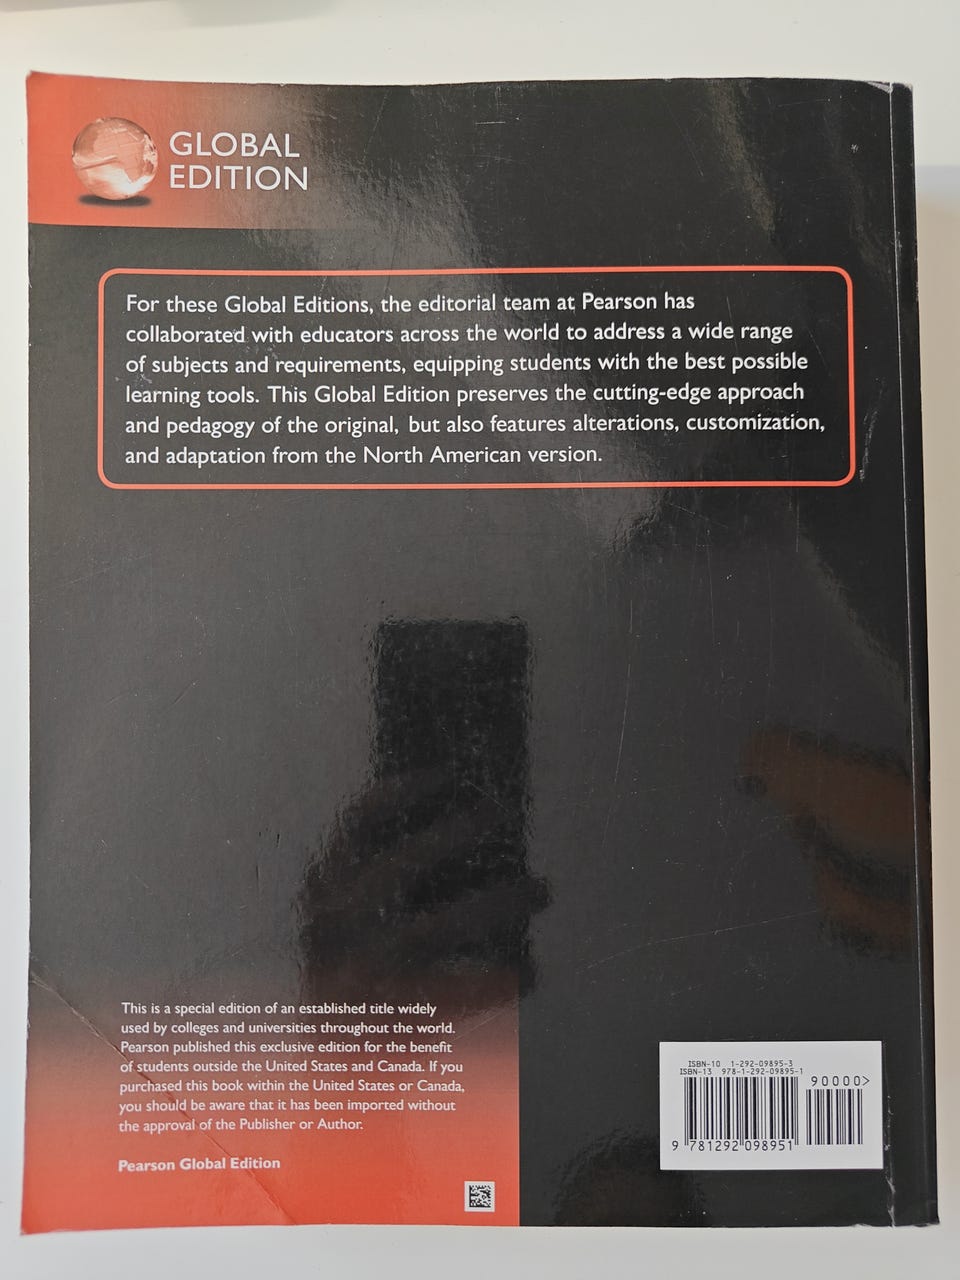 GLOBAL
EDITION
For these Global Editions, the editorial team at Pearson has
collaborated with educators across the world to address a wide range
of subjects and requirements, equipping students with the best possible
learning tools. This Global Edition preserves the cutting-edge approach
and pedagogy of the original, but also features alterations, customization,
and adaptation from the North American version.
This is a special edition of an established title widely
used by colleges and universities throughout the world.
Pearson published this exclusive edition for the benefit
of students outside the United States and Canada. If you
purchased this book within the United States or Canada,
you should be aware that it has been imported without
the approval of the Publisher or Author.
Pearson Global Edition
ISBN-10 1-292-09895-3
ISBN-13 978-1-292-09895-1
90000>
9 781292 098951